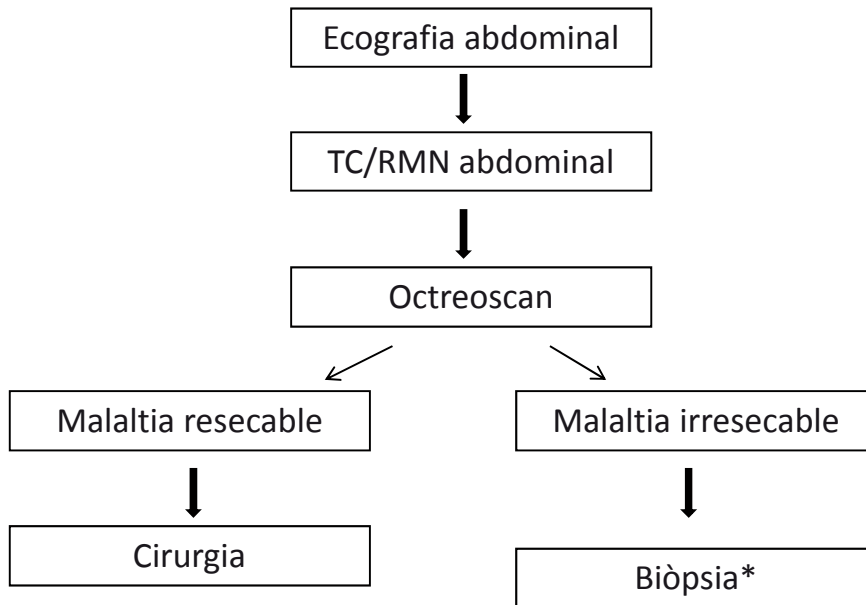 Ecografia abdominal
TC/RMN abdominal
Octreoscan
Malaltia resecable
Malaltia irresecable
Cirurgia
Biòpsia*